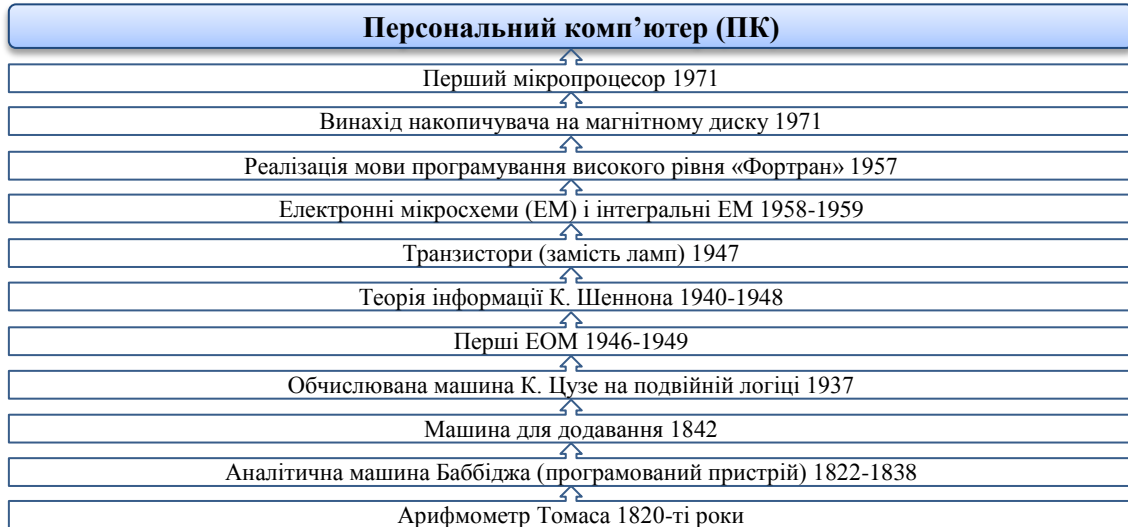 Персональний комп’ютер (ПК)
Перший мікропроцесор 1971
Винахід накопичувача на магнітному диску 1971
Реалізація мови програмування високого рівня «Фортран» 1957
Електронні мікросхеми (ЕМ) і інтегральні ЕМ 1958-1959
Транзистори (замість ламп) 1947
Теорія інформації К. Шеннона 1940-1948
Перші ЕОМ 1946-1949
Обчислювана машина К. Цузе на подвійній логіці 1937
Машина для додавання 1842
Аналітична машина Баббіджа (програмований пристрій) 1822-1838
Арифмометр Томаса 1820-ті роки